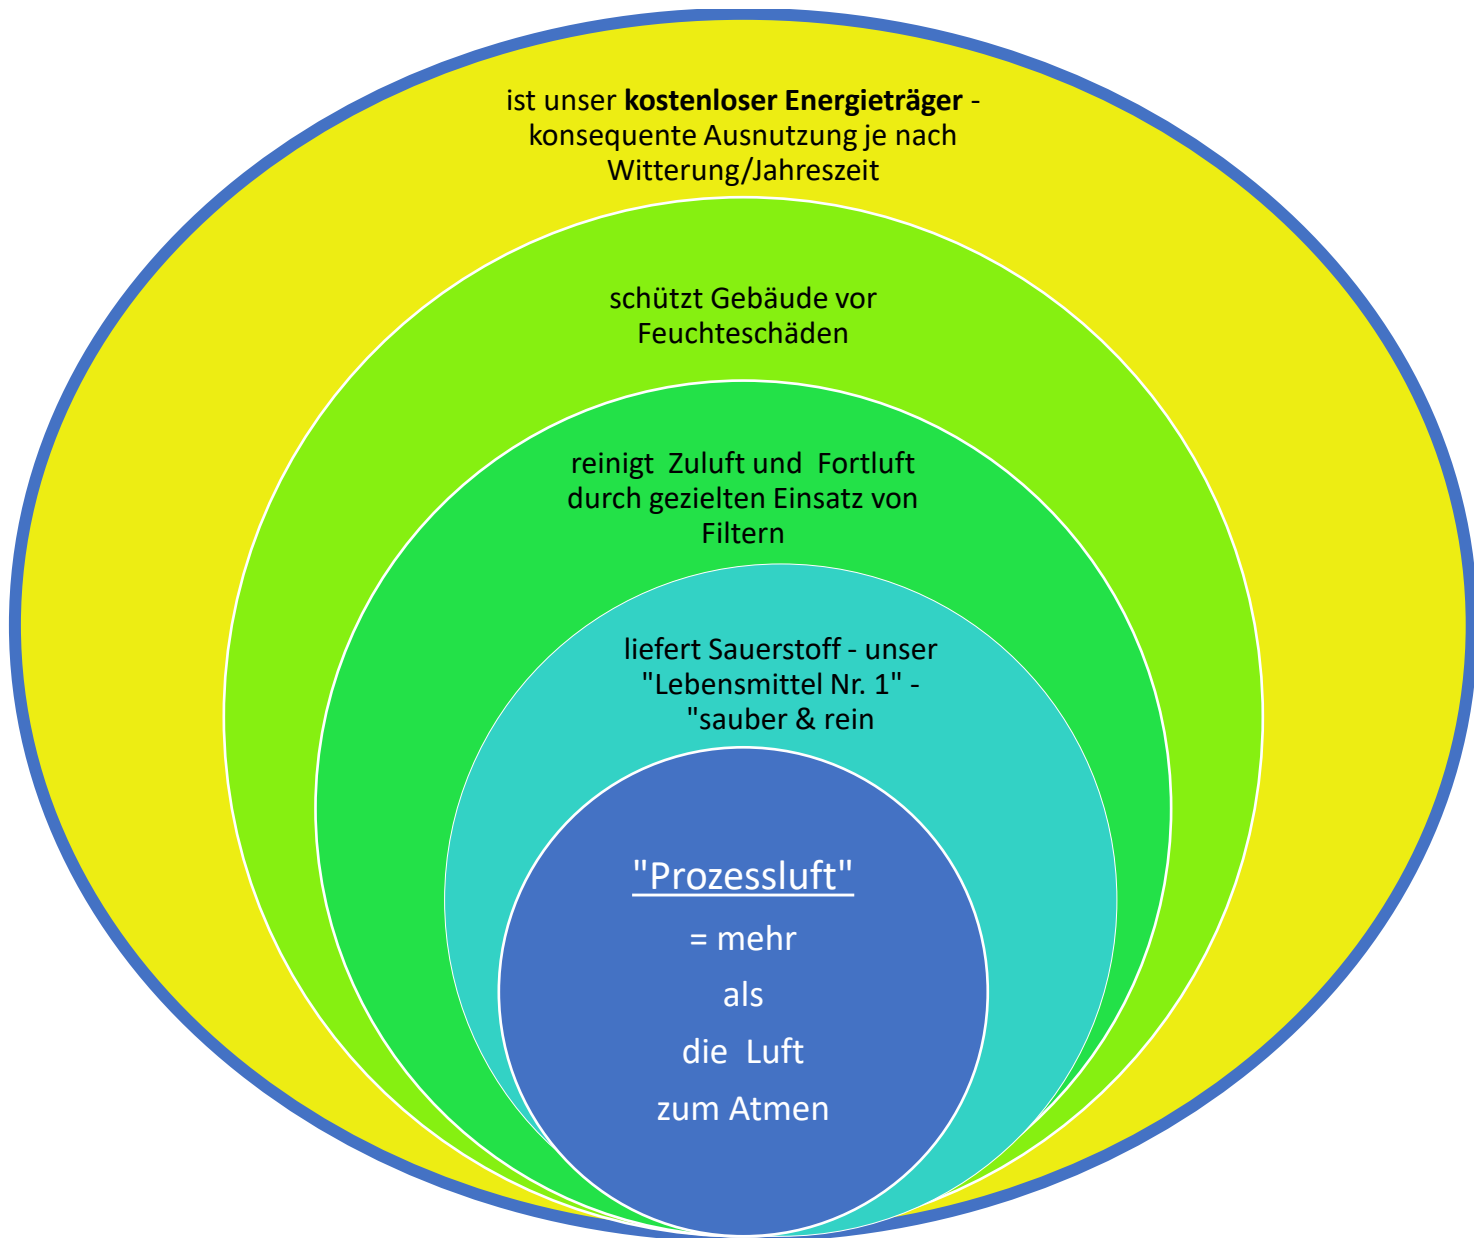 ist unser kostenloser Energieträger -
konsequente Ausnutzung je nach
Witterung/Jahreszeit
schützt Gebäude vor
Feuchteschäden
reinigt  Zuluft und  Fortluft
durch gezielten Einsatz von
Filtern
liefert Sauerstoff - unser
"Lebensmittel Nr. 1" -
"sauber & rein
"Prozessluft"
= mehr
als
die  Luft
zum Atmen